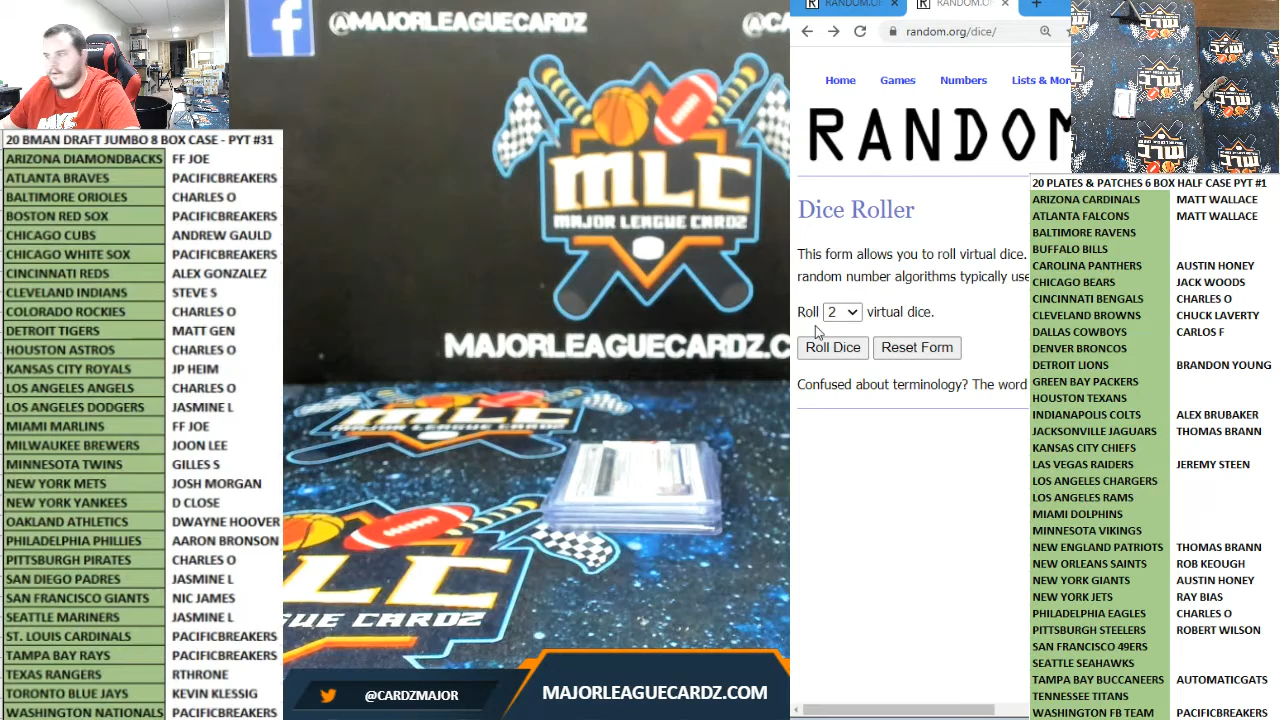 20 BMAN DRAFT JUMBO 8 BOX CASE - PYT #31
ARIZONA DIAMONDBACKS FF JOE
ATLANTA BRAVES PACIFICBREAKERS
BALTIMORE ORIOLES CHARLES O
BOSTON RED SOX PACIFICBREAKERS
CHICAGO CUBS ANDREW GAULD
CHICAGO WHITE SOX PACIFICBREAKERS
CINCINNATI REDS ALEX GONZALEZ
CLEVELAND INDIANS STEVE S
COLORADO ROCKIES CHARLES O
DETROIT TIGERS MATT GEN
HOUSTON ASTROS CHARLES O
KANSAS CITY ROYALS JP HEIM
LOS ANGELES ANGELS CHARLES O
LOS ANGELES DODGERS JASMINE L
MIAMI MARLINS FF JOE
MILWAUKEE BREWERS JOON LEE
MINNESOTA TWINS GILLES S
NEW YORK METS JOSH MORGAN
NEW YORK YANKEES D CLOSE
OAKLAND ATHLETICS DWAYNE HOOVER
PHILADELPHIA PHILLIES AARON BRONSON
PITTSBURGH PIRATES CHARLES O
SAN DIEGO PADRES JASMINE L
SAN FRANCISCO GIANTS NIC JAMES
SEATTLE MARINERS JASMINE L
ST. LOUIS CARDINALS PACIFICBREAKERS
TAMPA BAY RAYS PACIFICBREAKERS
TEXAS RANGERS RTHRONE
TORONTO BLUE JAYS KEVIN KLESSIG
WASHINGTON NATIONALS PACIFICBREAKERS
@MAJORLEAGUECARDZ
@CA
MLC
MAJOR LEAGUE CARDZ
MAJORLEAGUECARDZ.C
LC
GUE CARDZ
@CARDZMAJOR
MAJORLEAGUECARDZ.COM
RANDOM.O
RANDOM.O
random.org/dice/
Home Games Numbers Lists & Mor
RANDOM
Dice Roller
This form allows you to roll virtual dice.
random number algorithms typically use
Roll 2 virtual dice.
Roll Dice Reset Form
Confused about terminology? The word
20 PLATES & PATCHES 6 BOX HALF CASE PYT #1
ARIZONA CARDINALS MATT WALLACE
ATLANTA FALCONS MATT WALLACE
BALTIMORE RAVENS
BUFFALO BILLS
CAROLINA PANTHERS AUSTIN HONEY
CHICAGO BEARS JACK WOODS
CINCINNATI BENGALS CHARLES O
CLEVELAND BROWNS CHUCK LAVERTY
DALLAS COWBOYS CARLOS F
DENVER BRONCOS
DETROIT LIONS BRANDON YOUNG
GREEN BAY PACKERS
HOUSTON TEXANS
INDIANAPOLIS COLTS ALEX BRUBAKER
JACKSONVILLE JAGUARS THOMAS BRANN
KANSAS CITY CHIEFS
LAS VEGAS RAIDERS JEREMY STEEN
LOS ANGELES CHARGERS
LOS ANGELES RAMS
MIAMI DOLPHINS
MINNESOTA VIKINGS
NEW ENGLAND PATRIOTS THOMAS BRANN
NEW ORLEANS SAINTS ROB KEOUGH
NEW YORK GIANTS AUSTIN HONEY
NEW YORK JETS RAY BIAS
PHILADELPHIA EAGLES CHARLES O
PITTSBURGH STEELERS ROBERT WILSON
SAN FRANCISCO 49ERS
SEATTLE SEAHAWKS
TAMPA BAY BUCCANEERS AUTOMATICGATS
TENNESSEE TITANS
WASHINGTON FB TEAM PACIFICBREAKERS